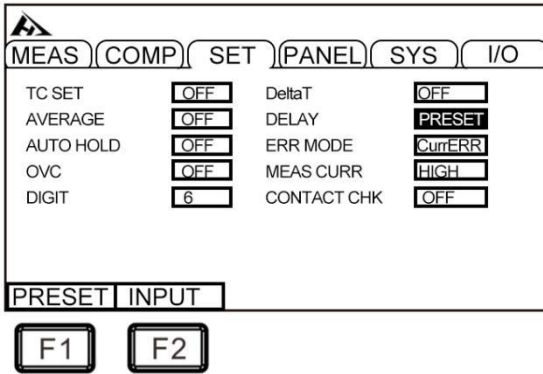 MEAS COMP SET PANEL SYS I/O
TC SET OFF DeltaT OFF
AVERAGE OFF DELAY PRESET
AUTO HOLD OFF ERR MODE CurrERR
OVC OFF MEAS CURR HIGH
DIGIT 6 CONTACT CHK OFF
PRESET INPUT
F1 F2